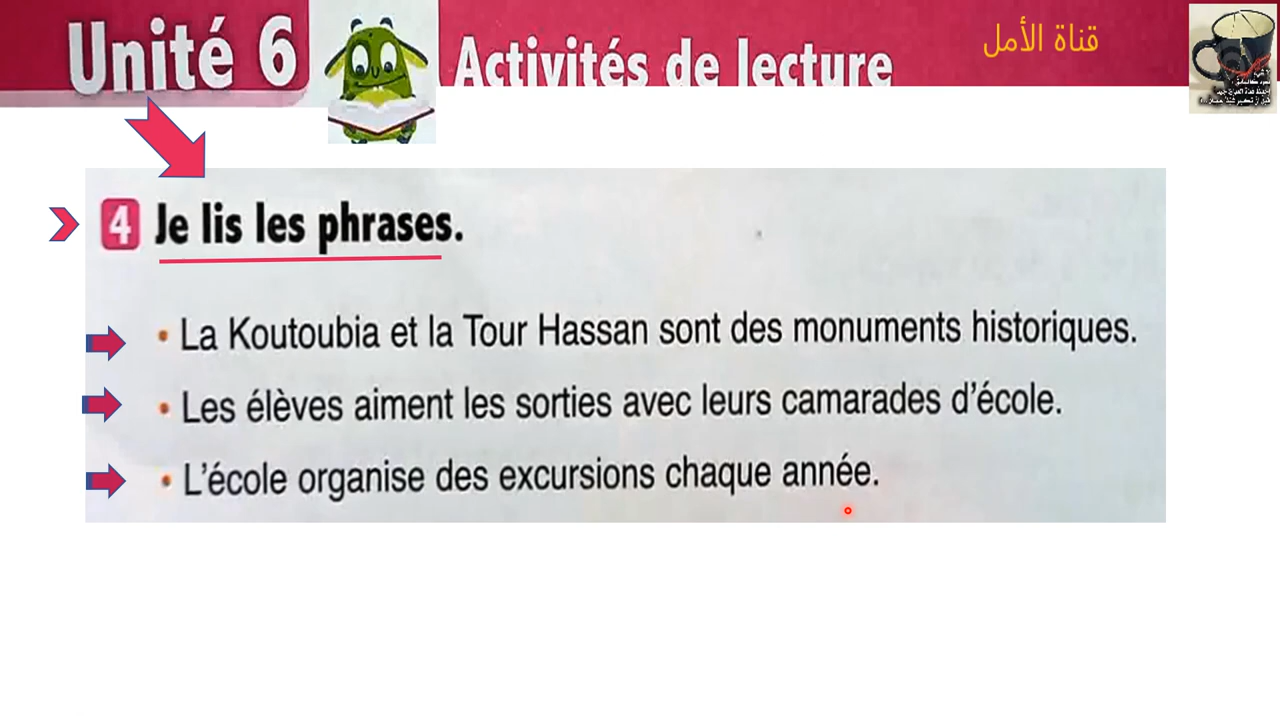 Unité 6
Activités de lecture
قناة الأمل
4 Je lis les phrases.
• La Koutoubia et la Tour Hassan sont des monuments historiques.
• Les élèves aiment les sorties avec leurs camarades d'école.
• L'école organise des excursions chaque année.